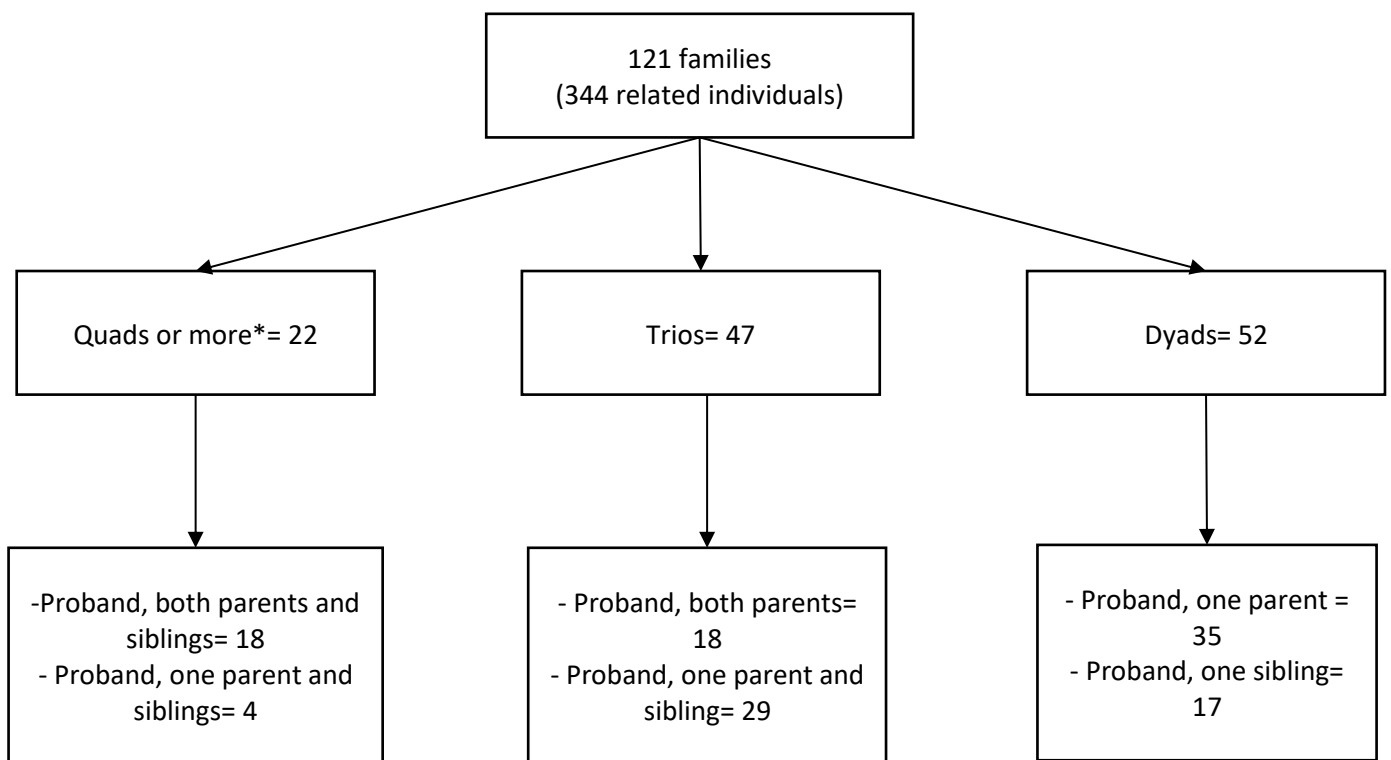 121 families
(344 related individuals)
Quads or more*= 22
Trios= 47
Dyads= 52
-Proband, both parents and
siblings= 18
- Proband, one parent and
siblings= 4
- Proband, both parents=
18
- Proband, one parent and
sibling= 29
- Proband, one parent =
35
- Proband, one sibling=
17